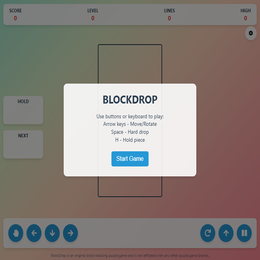 SCORE LEVEL LINES HIGH
0 0 0 0
HOLD
NEXT
BLOCKDROP
Use buttons or keyboard to play:
Arrow keys - Move/Rotate
Space - Hard drop
H - Hold piece
Start Game